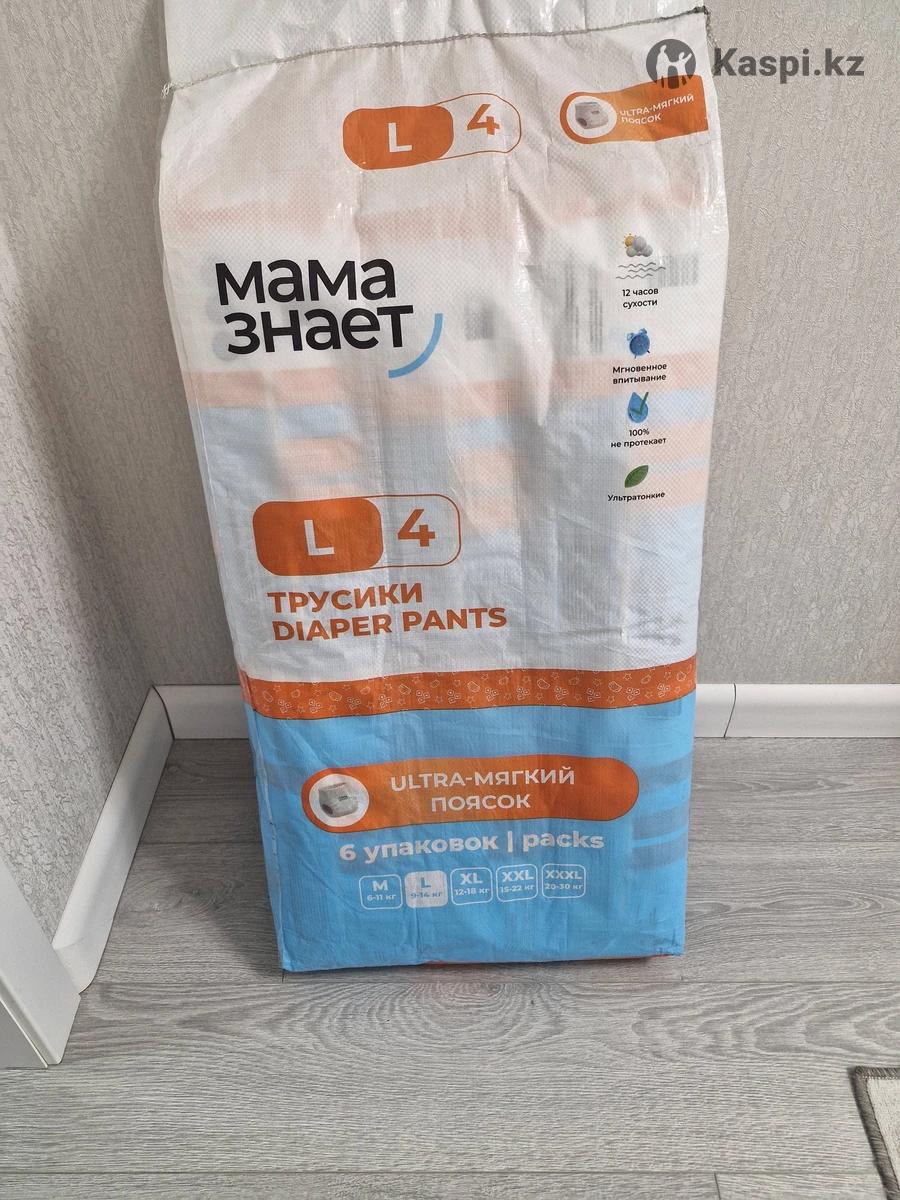 Kaspi.kz
L 4
ULTRA-МЯГКИЙ
ПОЯСОК
мама
знает
12 часов
сухости
Мгновенное
впитывание
100%
не протекает
Ультратонкие
L 4
ТРУСИКИ
DIAPER PANTS
ULTRA-МЯГКИЙ
ПОЯСОК
6 упаковок | packs
M L XL XXL XXXL
6-11 кг 9-14 кг 12-18 кг 15-22 кг 20-30 кг